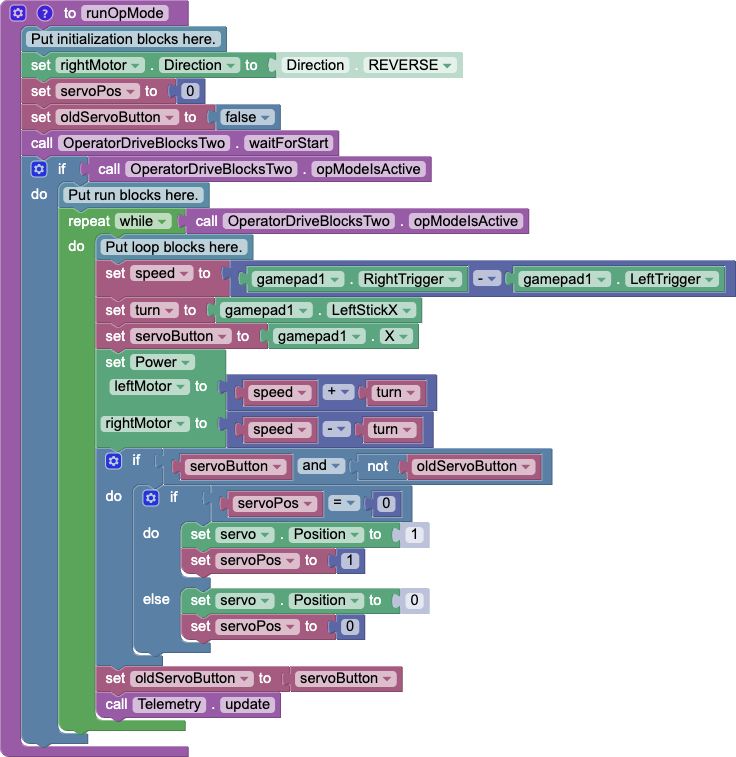 ? to runOpMode
Put initialization blocks here.
set rightMotor . Direction to Direction . REVERSE
set servoPos to 0
set oldServoButton to false
call OperatorDriveBlocksTwo . waitForStart
if call OperatorDriveBlocksTwo . opModeIsActive
do Put run blocks here.
repeat while call OperatorDriveBlocksTwo . opModeIsActive
do Put loop blocks here.
set speed to gamepad1 . RightTrigger - gamepad1 . LeftTrigger
set turn to gamepad1 . LeftStickX
set servoButton to gamepad1 . X
set Power
leftMotor to speed + turn
rightMotor to speed - turn
if servoButton and not oldServoButton
do if servoPos = 0
do set servo . Position to 1
set servoPos to 1
else set servo . Position to 0
set servoPos to 0
set oldServoButton to servoButton
call Telemetry . update